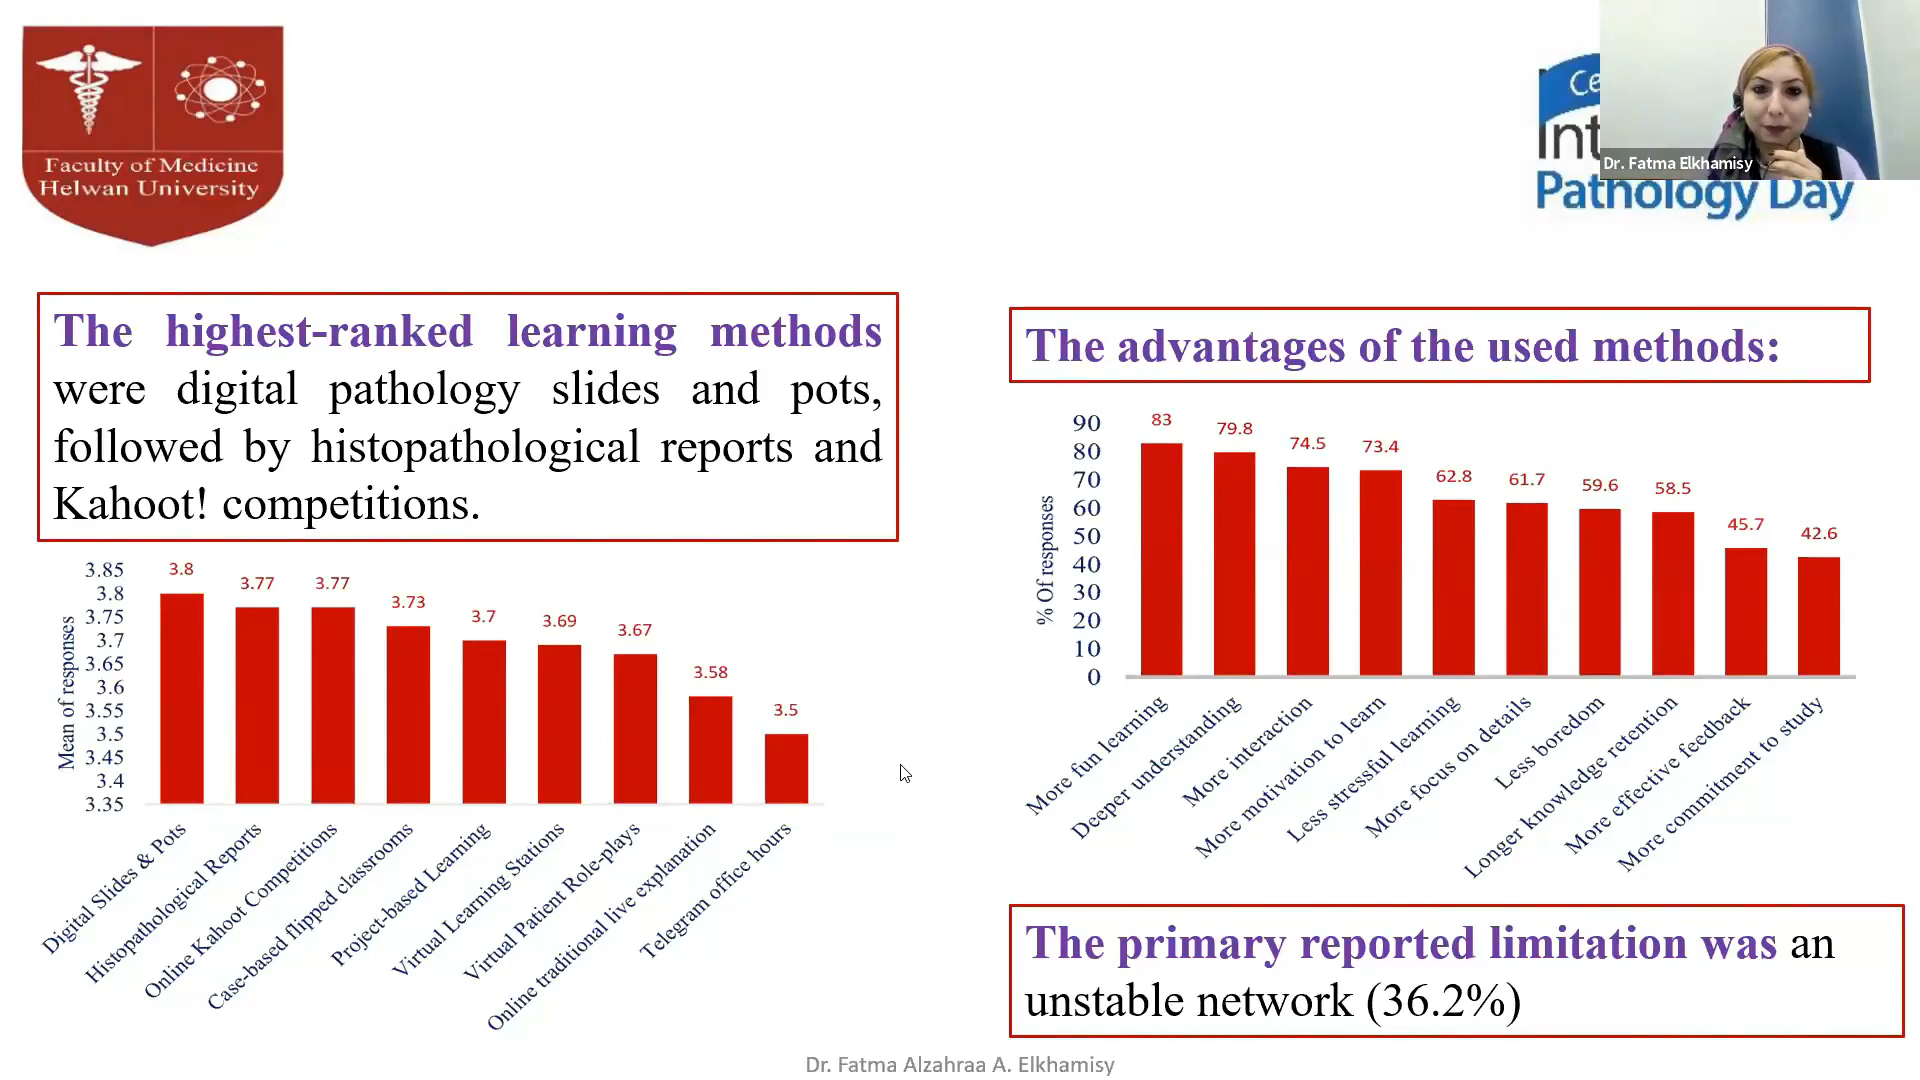 Faculty of Medicine
Helwan University
Ce
Int
Pathology Day
Dr. Fatma Elkhamisy
The highest-ranked learning methods
were digital pathology slides and pots,
followed by histopathological reports and
Kahoot! competitions.
Mean of responses
3.85
3.8
3.75
3.7
3.65
3.6
3.55
3.5
3.45
3.4
3.35
3.8
3.77
3.77
3.73
3.7
3.69
3.67
3.58
3.5
Digital Slides & Pots
Histopathological Reports
Online Kahoot Competitions
Case-based flipped classrooms
Project-based Learning
Virtual Learning Stations
Virtual Patient Role-plays
Online traditional live explanation
Telegram office hours
The advantages of the used methods:
% Of responses
90
80
70
60
50
40
30
20
10
0
83
79.8
74.5
73.4
62.8
61.7
59.6
58.5
45.7
42.6
More fun learning
Deeper understanding
More interaction
More motivation to learn
Less stressful learning
More focus on details
Less boredom
Longer knowledge retention
More effective feedback
More commitment to study
The primary reported limitation was an
unstable network (36.2%)
Dr. Fatma Alzahraa A. Elkhamisy